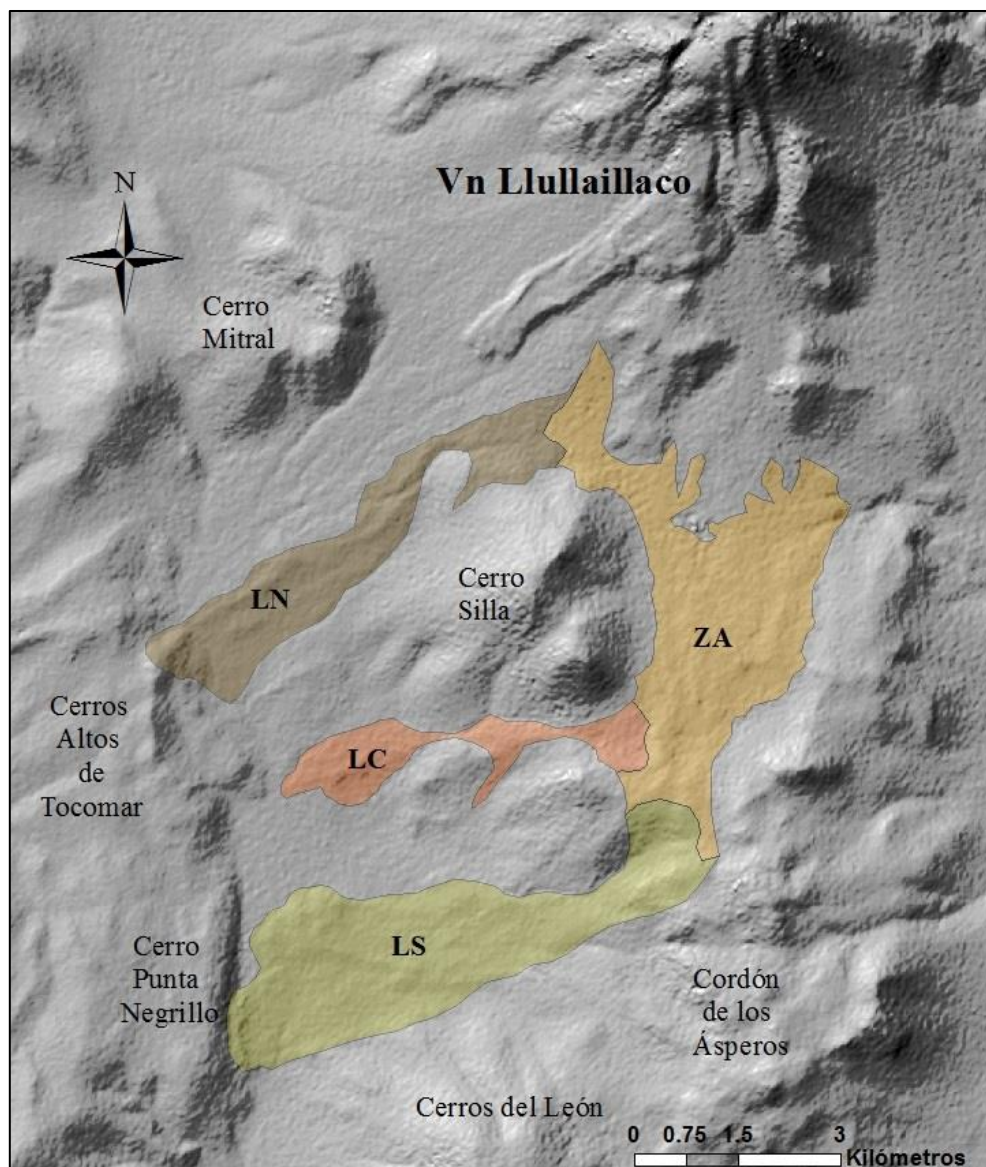 Vn Llullaillaco
N
Cerro
Mitral
LN
Cerro
Silla
ZA
Cerros
Altos
de
Tocomar
LC
LS
Cerro
Punta
Negrillo
Cordón
de los
Ásperos
Cerros del León
0 0.75 1.5 3
Kilómetros